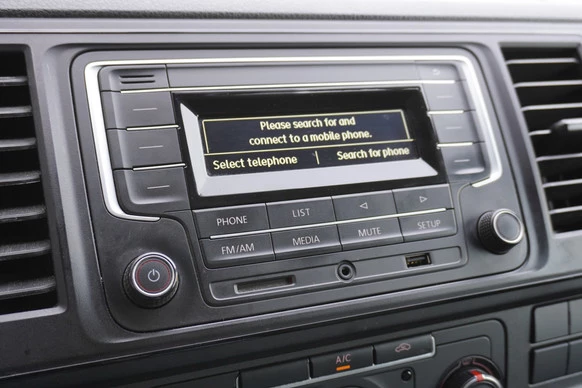 Please search for and
connect to a mobile phone.
Select telephone | Search for phone
PHONE LIST
FM/AM MEDIA MUTE SETUP
A/C